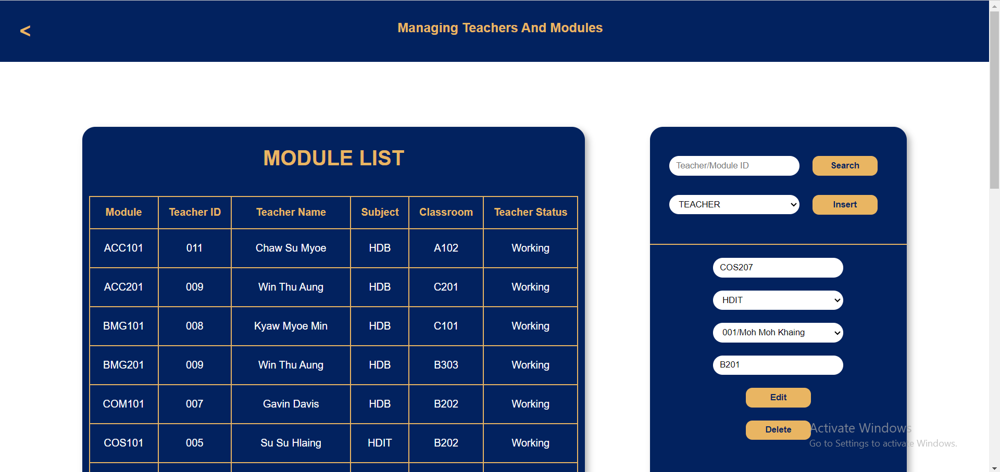 <
Managing Teachers And Modules
MODULE LIST
Module Teacher ID Teacher Name Subject Classroom Teacher Status
ACC101 011 Chaw Su Myoe HDB A102 Working
ACC201 009 Win Thu Aung HDB C201 Working
BMG101 008 Kyaw Myoe Min HDB C101 Working
BMG201 009 Win Thu Aung HDB B303 Working
COM101 007 Gavin Davis HDB B202 Working
COS101 005 Su Su Hlaing HDIT B202 Working
Teacher/Module ID Search
TEACHER Insert
COS207
HDIT
001/Moh Moh Khaing
B201
Edit
Delete
Activate Windows
Go to Settings to activate Windows.